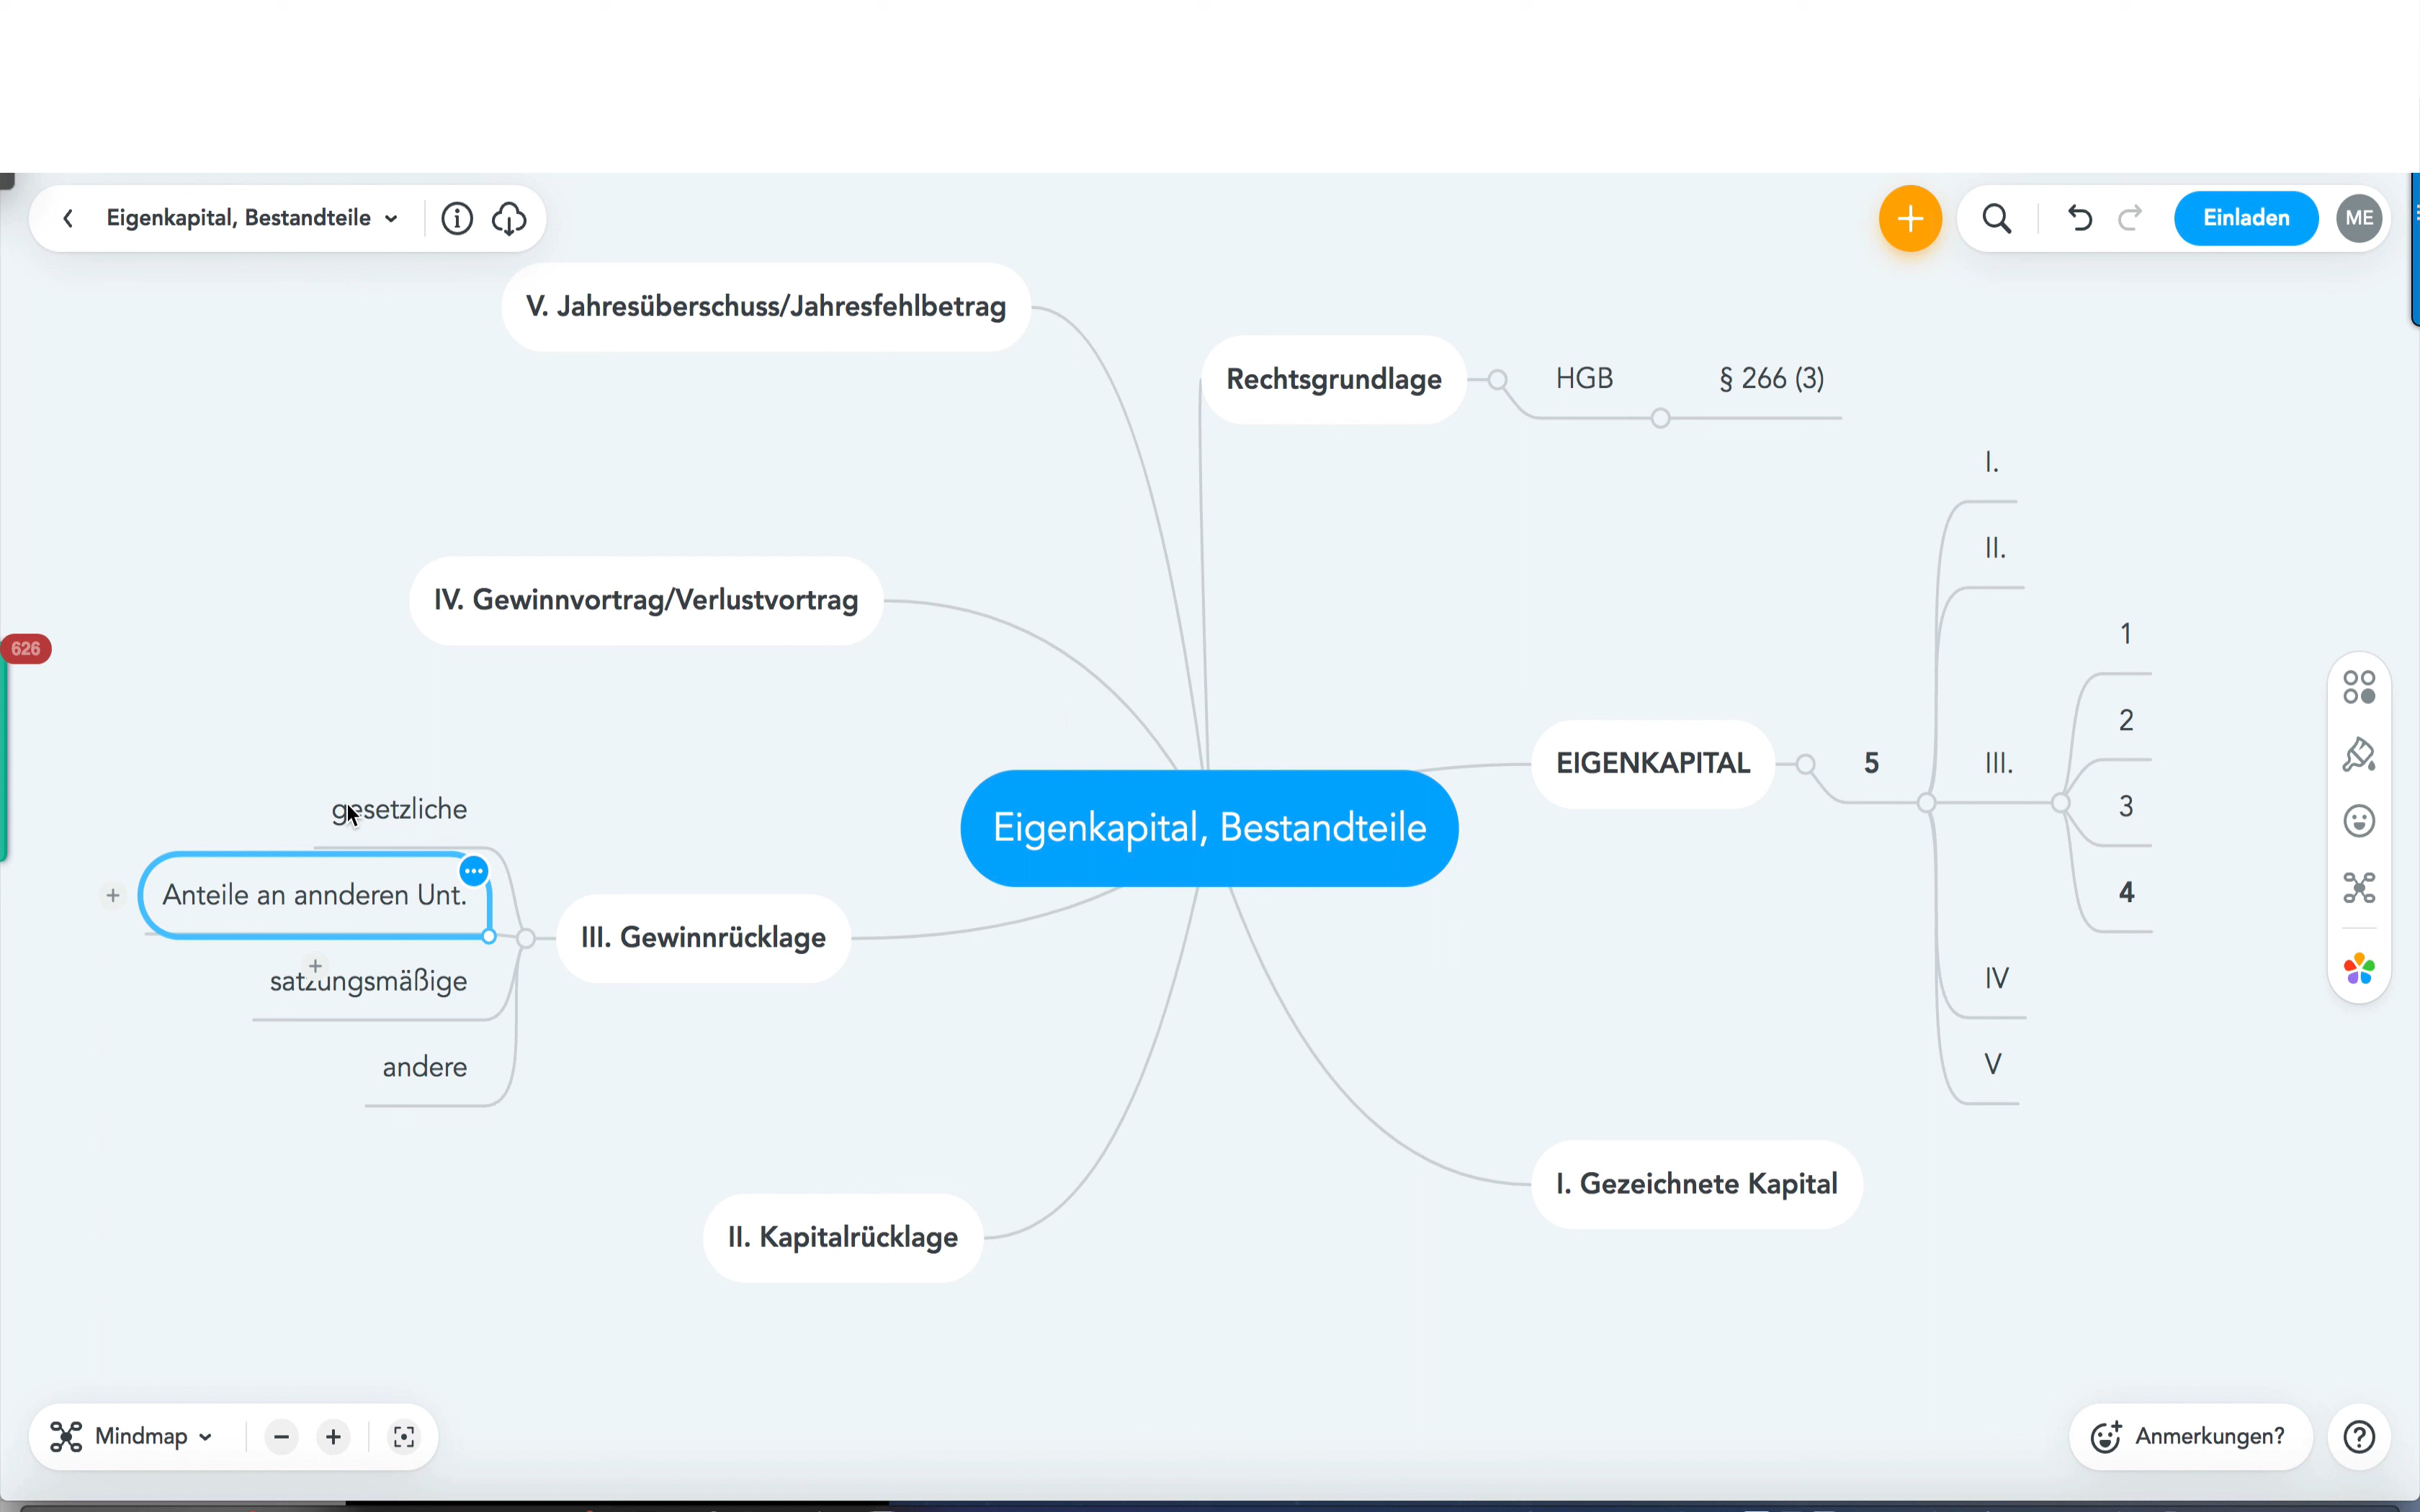 Eigenkapital, Bestandteile
Einladen
ME
V. Jahresüberschuss/Jahresfehlbetrag
Rechtsgrundlage
HGB
§ 266 (3)
I.
II.
IV. Gewinnvortrag/Verlustvortrag
1
626
2
EIGENKAPITAL
5
III.
gesetzliche
3
Eigenkapital, Bestandteile
Anteile an annderen Unt.
4
III. Gewinnrücklage
satzungsmäßige
IV
andere
V
I. Gezeichnete Kapital
II. Kapitalrücklage
Mindmap
Anmerkungen?